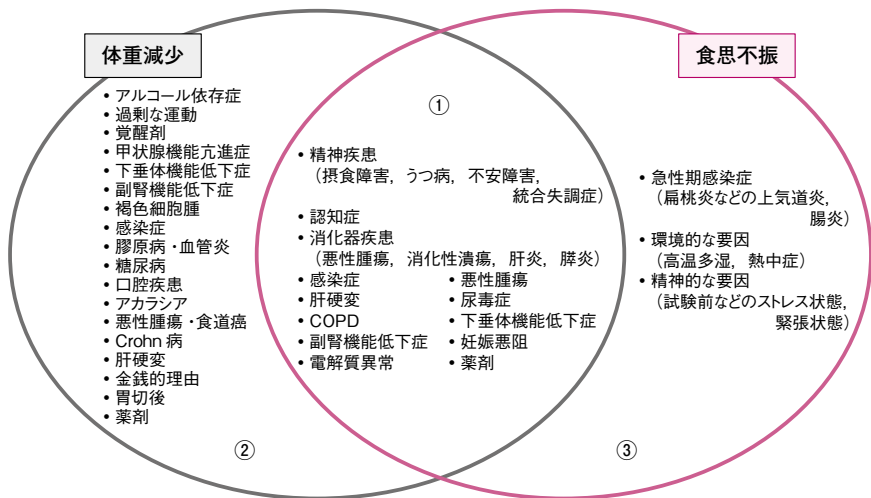 体重減少
• アルコール依存症
• 過剰な運動
• 覚醒剤
• 甲状腺機能亢進症
• 下垂体機能低下症
• 副腎機能低下症
• 褐色細胞腫
• 感染症
• 膠原病・血管炎
• 糖尿病
• 口腔疾患
• アカラシア
• 悪性腫瘍・食道癌
• Crohn 病
• 肝硬変
• 金銭的理由
• 胃切後
• 薬剤
②
①
• 精神疾患
（摂食障害，うつ病，不安障害，
統合失調症）
• 認知症
• 消化器疾患
（悪性腫瘍，消化性潰瘍，肝炎，膵炎）
• 感染症
• 肝硬変
• COPD
• 副腎機能低下症
• 電解質異常
• 悪性腫瘍
• 尿毒症
• 下垂体機能低下症
• 妊娠悪阻
• 薬剤
食思不振
• 急性期感染症
（扁桃炎などの上気道炎，
腸炎）
• 環境的な要因
（高温多湿，熱中症）
• 精神的な要因
（試験前などのストレス状態，
緊張状態）
③